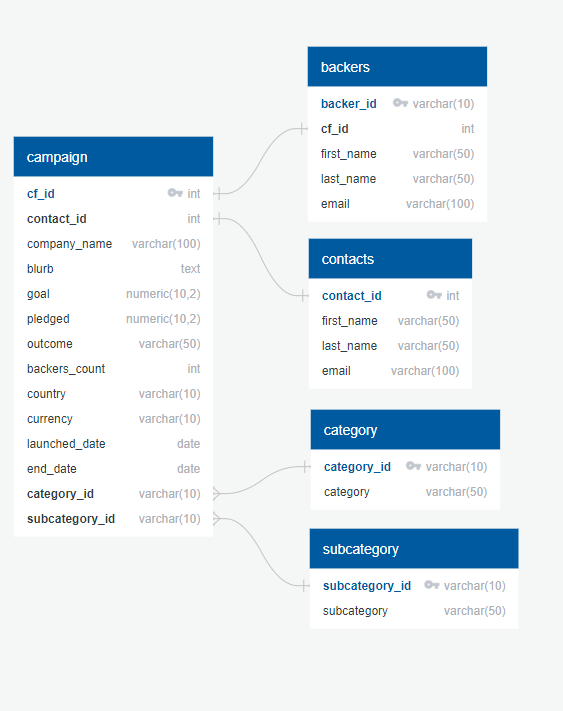 campaign
cf_id int
contact_id int
company_name varchar(100)
blurb text
goal numeric(10,2)
pledged numeric(10,2)
outcome varchar(50)
backers_count int
country varchar(10)
currency varchar(10)
launched_date date
end_date date
category_id varchar(10)
subcategory_id varchar(10)
backers
backer_id varchar(10)
cf_id int
first_name varchar(50)
last_name varchar(50)
email varchar(100)
contacts
contact_id int
first_name varchar(50)
last_name varchar(50)
email varchar(100)
category
category_id varchar(10)
category varchar(50)
subcategory
subcategory_id varchar(10)
subcategory varchar(50)